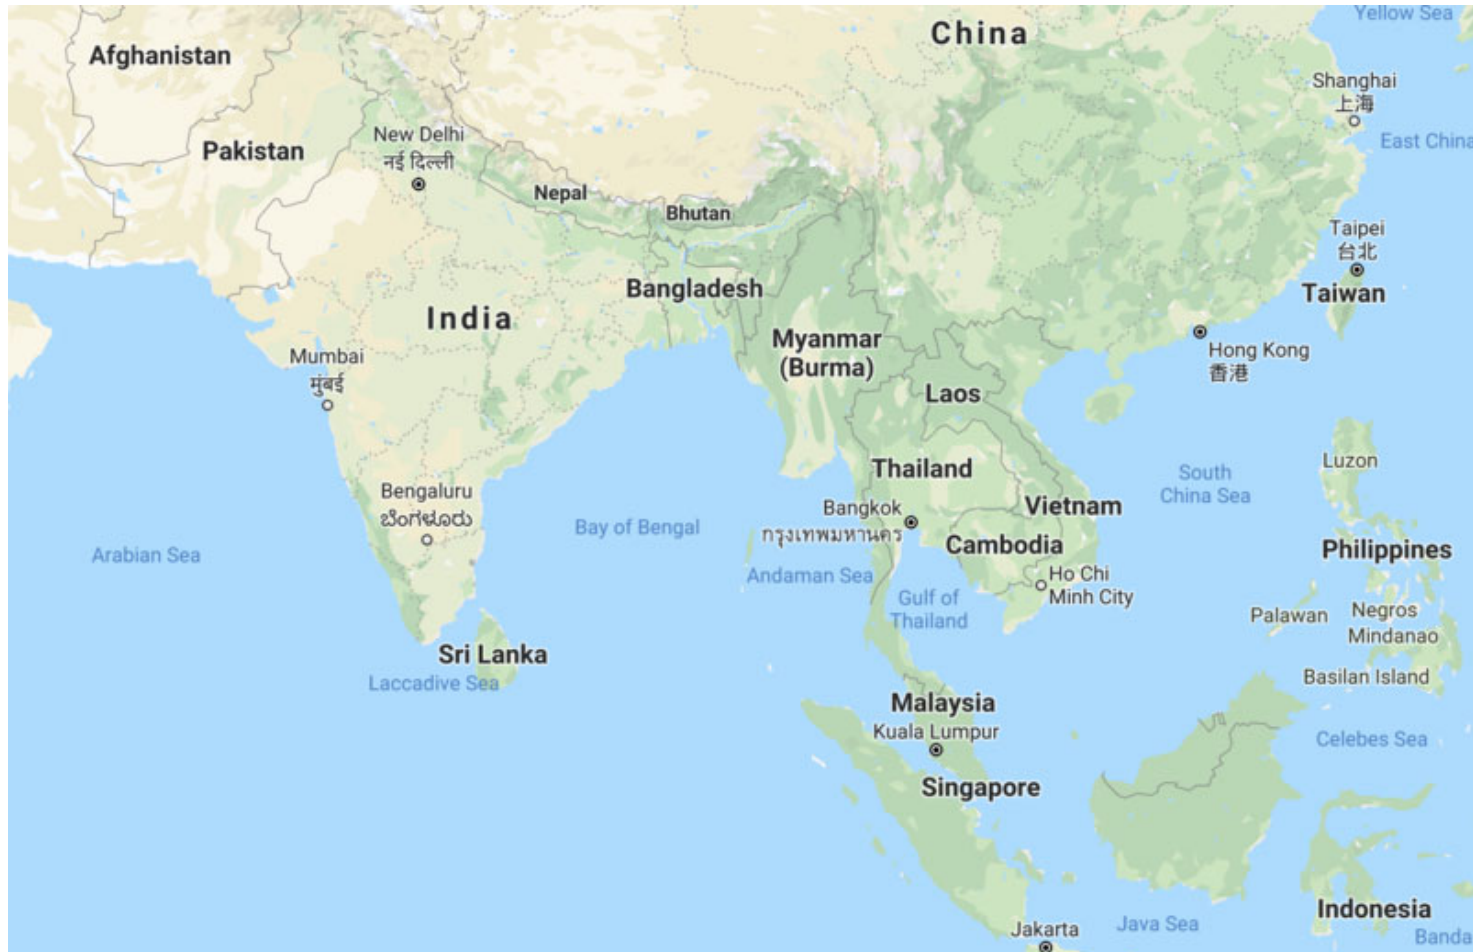 Yellow Sea
China
Afghanistan
Shanghai
上海
New Delhi
नई दिल्ली
East China
Pakistan
Nepal
Bhutan
Taipei
台北
Taiwan
Bangladesh
India
Myanmar
(Burma)
Hong Kong
香港
Mumbai
मुंबई
Laos
Luzon
Thailand
South
China Sea
Bengaluru
ಬೆಂಗಳೂರು
Vietnam
Bangkok
กรุงเทพมหานคร
Bay of Bengal
Cambodia
Philippines
Arabian Sea
Andaman Sea
Ho Chi
Minh City
Gulf of
Thailand
Palawan
Negros
Mindanao
Sri Lanka
Laccadive Sea
Basilan Island
Malaysia
Kuala Lumpur
Celebes Sea
Singapore
Indonesia
Java Sea
Jakarta
Banda